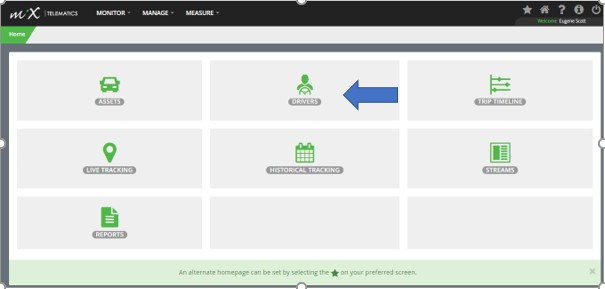 mix | TELEMATICS
MONITOR MANAGE MEASURE
Welcome Eugene Scott
Home
ASSETS
DRIVERS
TRIP TIMELINE
LIVE TRACKING
HISTORICAL TRACKING
STREAMS
REPORTS
An alternate homepage can be set by selecting the on your preferred screen.